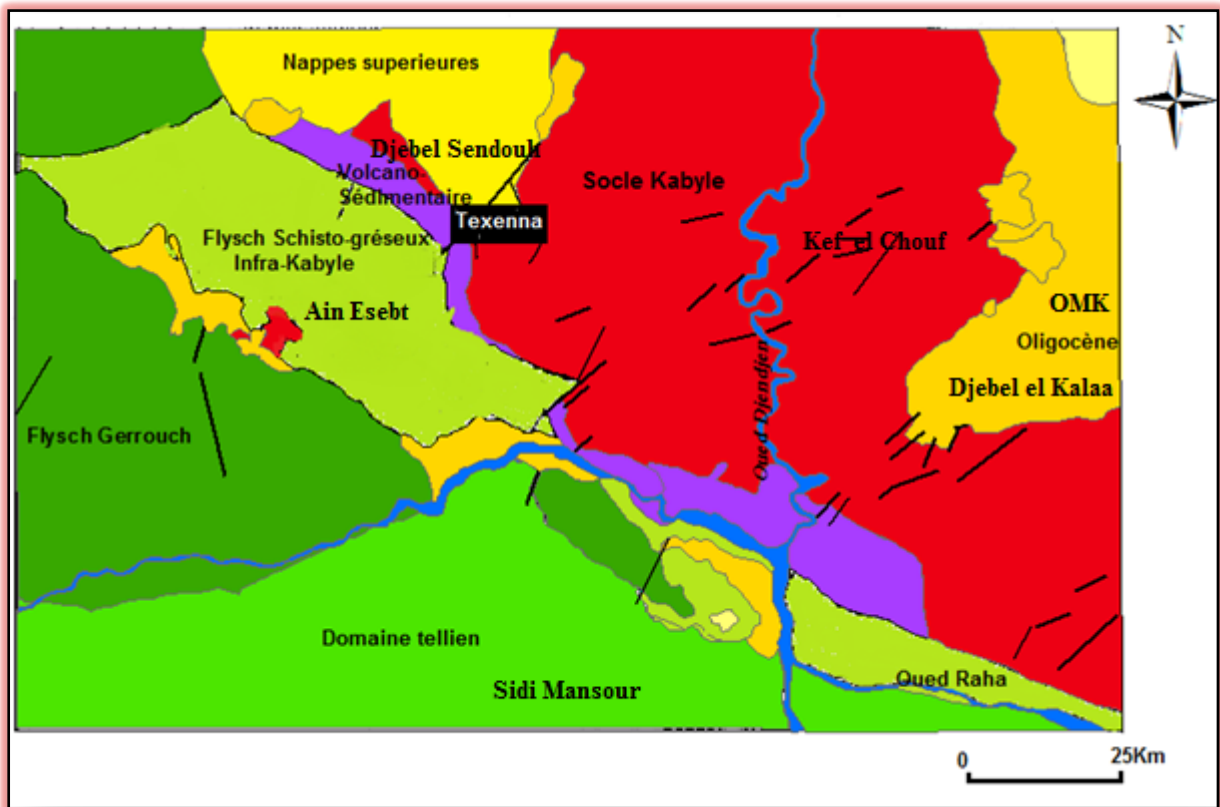 N
Nappes superieures
Djebel Sendouh
Volcano-
Sédimentaire
Socle Kabyle
Texenna
Flysch Schisto-gréseux
Infra-Kabyle
Kef el Chouf
Ain Esebt
OMK
Oligocène
Djebel el Kalaa
Oued Djendjen
Flysch Gerrouch
Domaine tellien
Sidi Mansour
Oued Raha
0 25Km